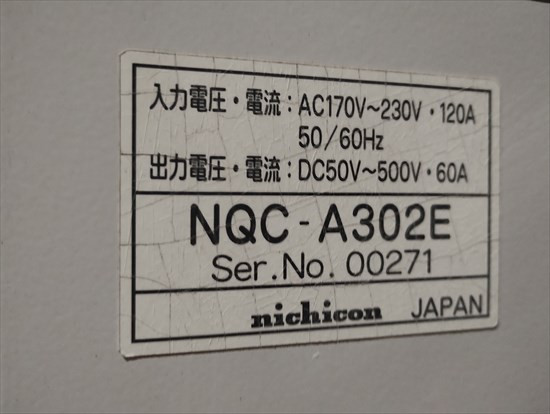 入力電圧・電流：AC170V～230V・120A
50/60Hz
出力電圧・電流：DC50V～500V・60A
NQC-A302E
Ser.No. 00271
nichicon JAPAN